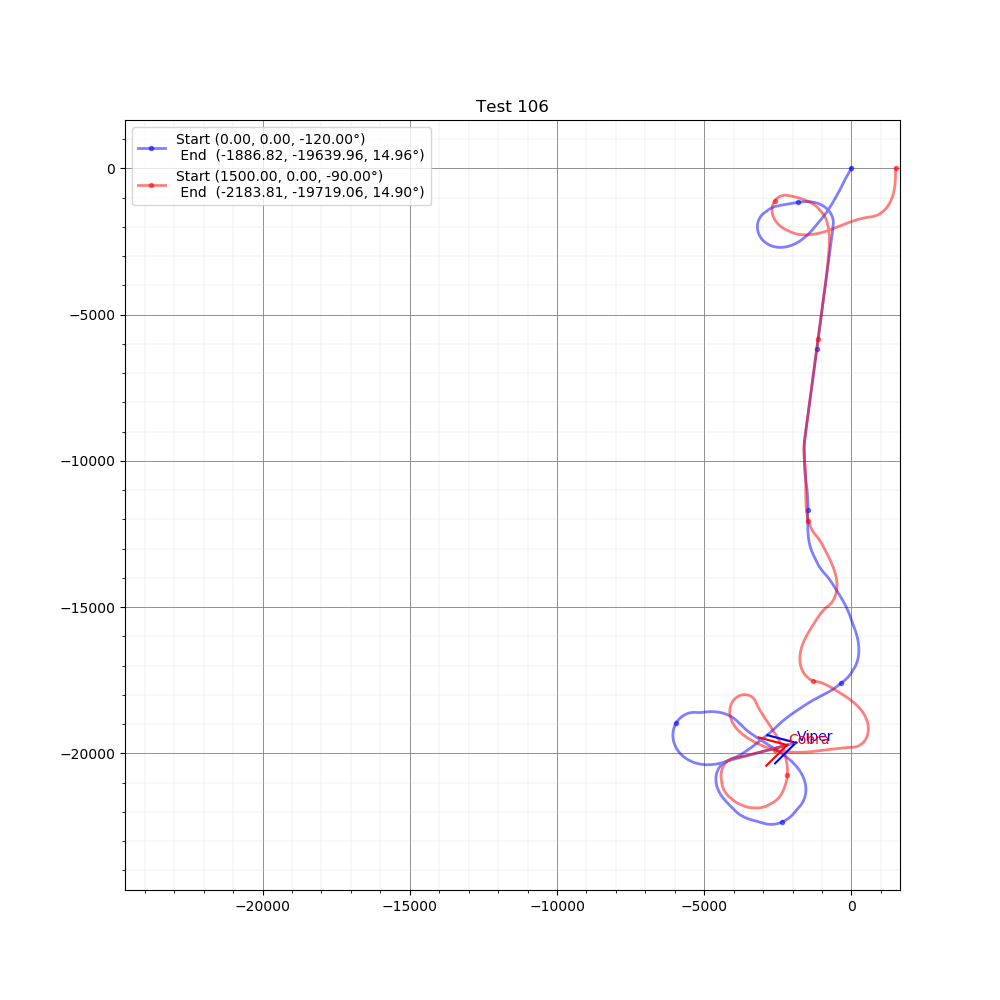 Test 106
Start (0.00, 0.00, -120.00°)
End (-1886.82, -19639.96, 14.96°)
Start (1500.00, 0.00, -90.00°)
End (-2183.81, -19719.06, 14.90°)
0
−5000
−10000
−15000
−20000
Viper
Cobra
−20000
−15000
−10000
−5000
0